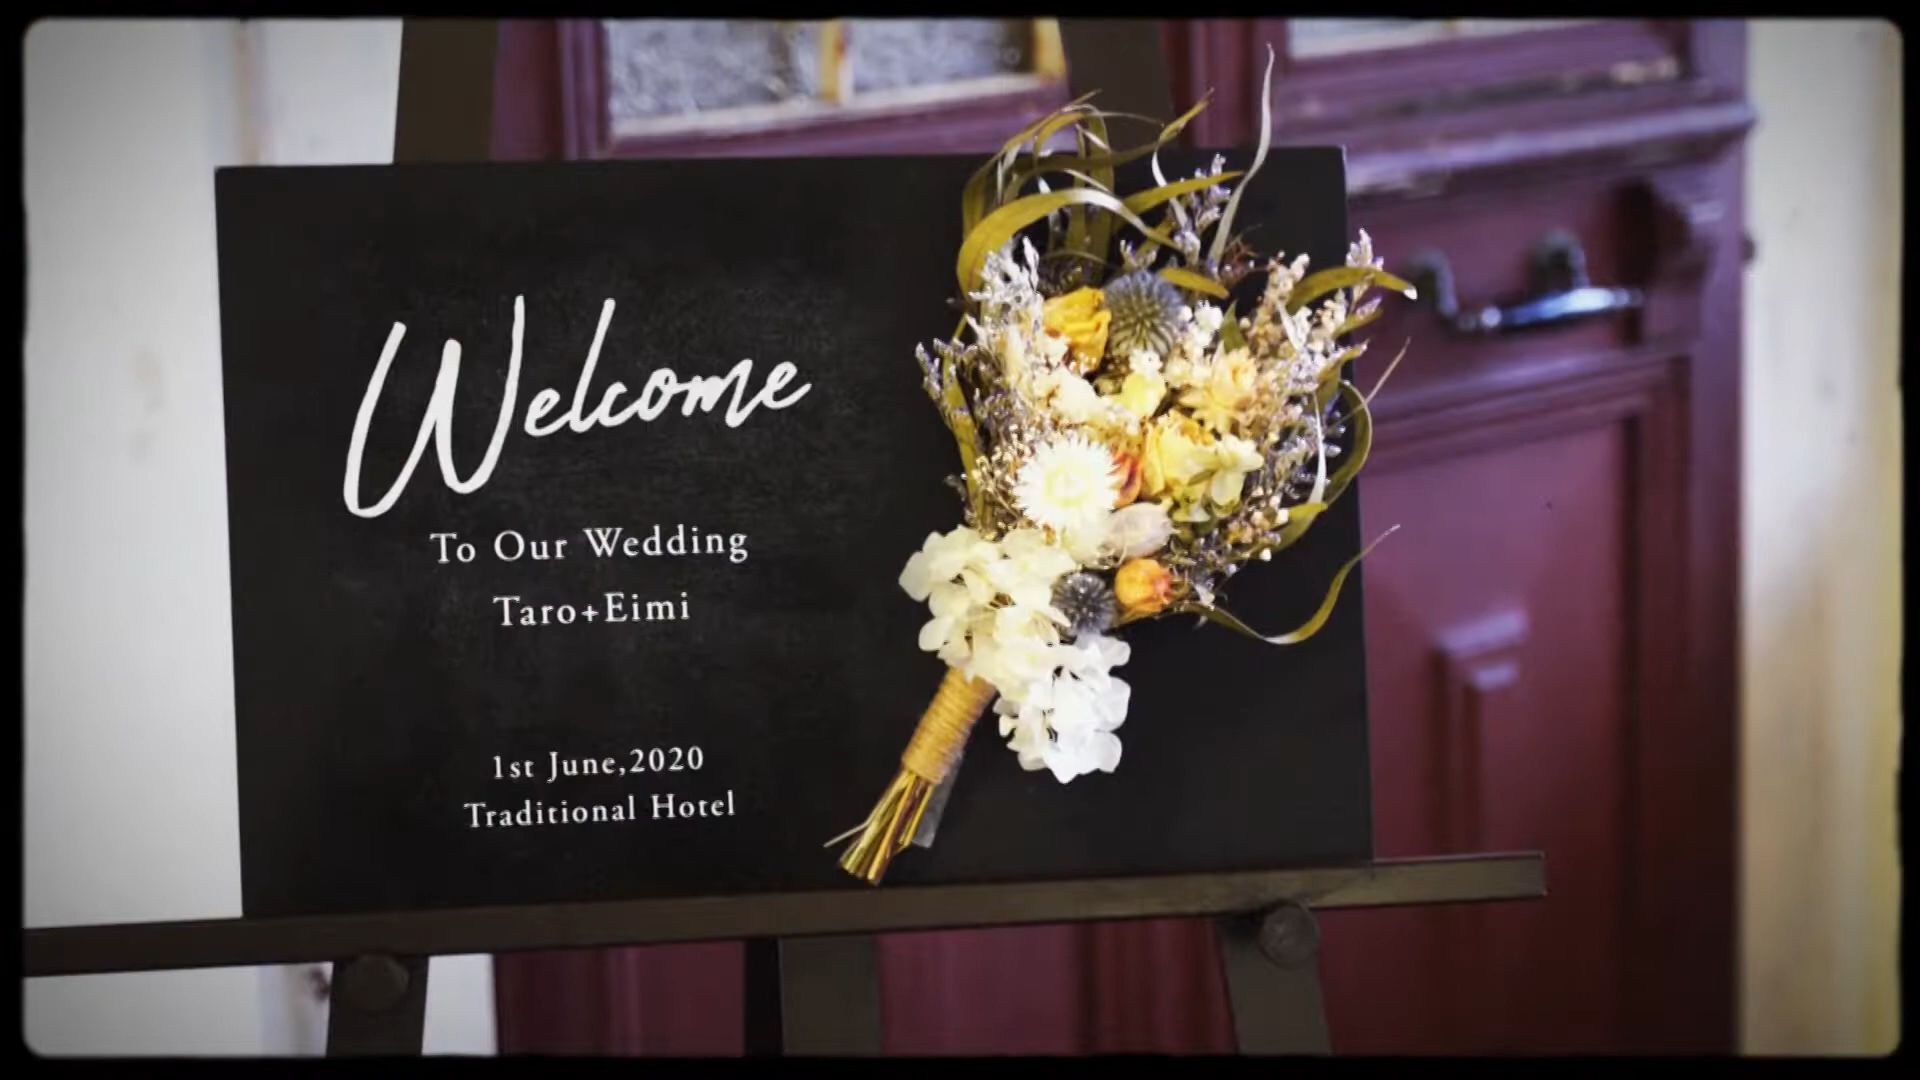 Welcome
To Our Wedding
Taro+Eimi
1st June,2020
Traditional Hotel